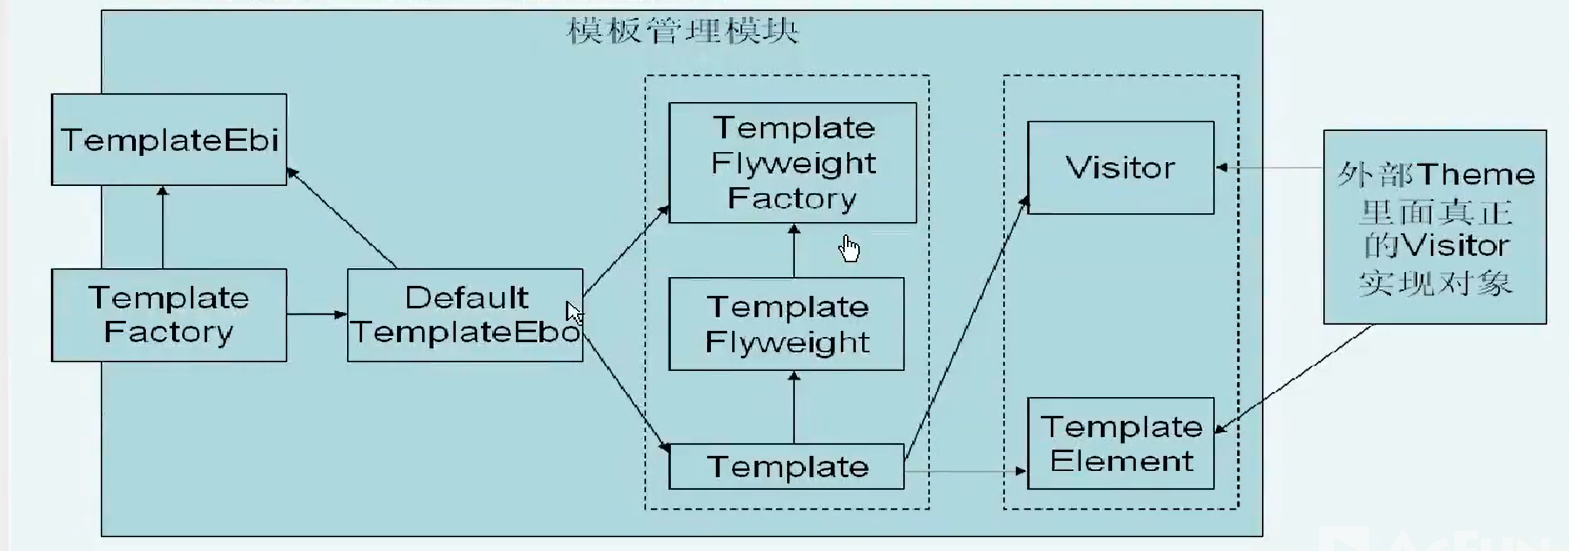 模板管理模块
TemplateEbi
Template
Factory
Default
TemplateEbo
Template
Flyweight
Factory
Template
Flyweight
Template
Visitor
Template
Element
外部Theme
里面真正
的Visitor
实现对象